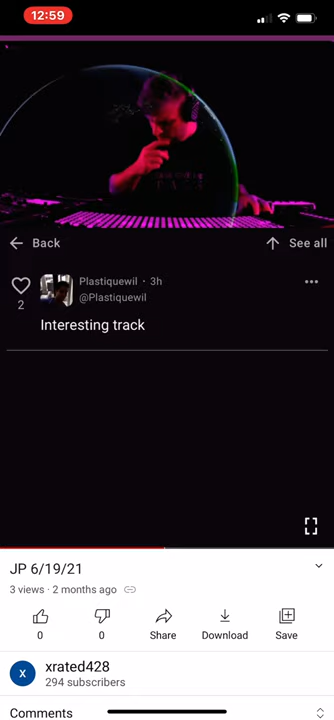 12:59
Back
See all
Plastiquewil · 3h
@Plastiquewil
2
Interesting track
JP 6/19/21
3 views · 2 months ago
0
0
Share
Download
Save
X
xrated428
294 subscribers
Comments